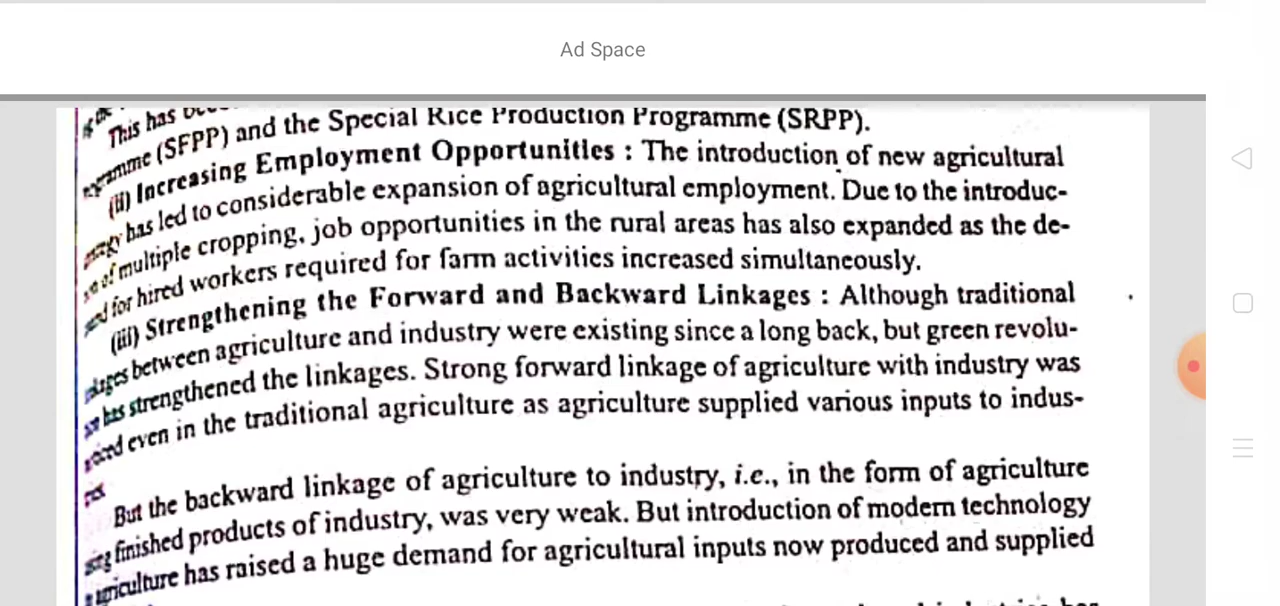 Ad Space
This has
(SFPP) and the Special Rice Production Programme (SRPP).
(ii) Increasing Employment Opportunities : The introduction of new agricultural
has led to considerable expansion of agricultural employment. Due to the introduc-
of multiple cropping, job opportunities in the rural areas has also expanded as the de-
for hired workers required for farm activities increased simultaneously.
(iii) Strengthening the Forward and Backward Linkages : Although traditional
between agriculture and industry were existing since a long back, but green revolu-
has strengthened the linkages. Strong forward linkage of agriculture with industry was
even in the traditional agriculture as agriculture supplied various inputs to indus-
But the backward linkage of agriculture to industry, i.e., in the form of agriculture
finished products of industry, was very weak. But introduction of modern technology
agriculture has raised a huge demand for agricultural inputs now produced and supplied